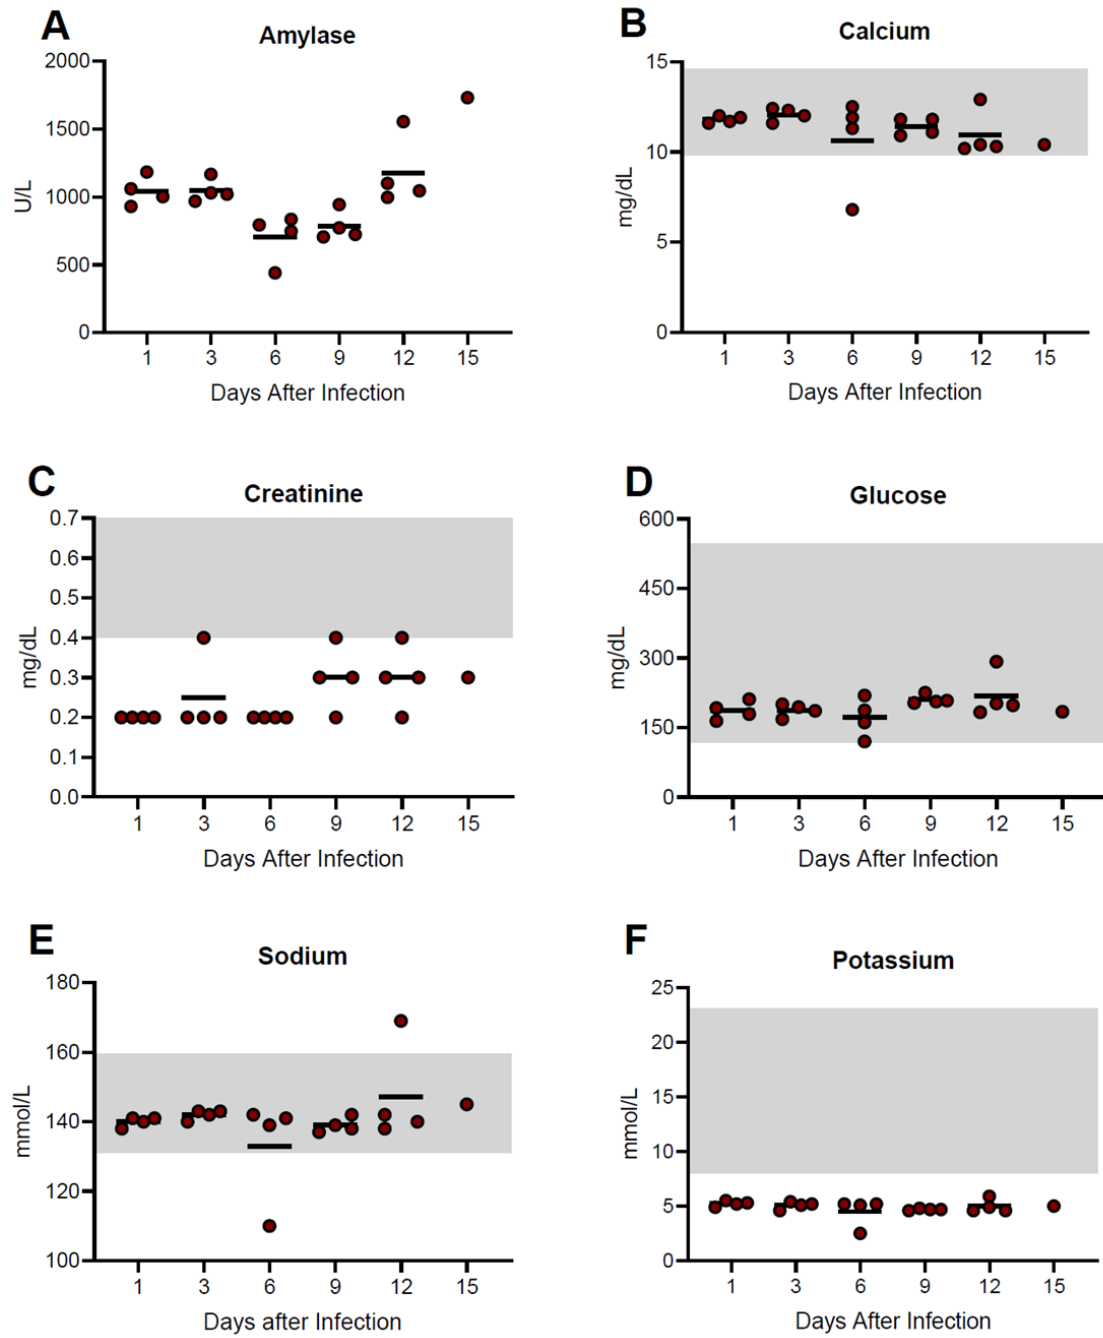 A
Amylase
2000
1500
1000
500
0
U/L
1 3 6 9 12 15
Days After Infection
B
Calcium
15
10
5
0
mg/dL
1 3 6 9 12 15
Days After Infection
C
Creatinine
0.7
0.6
0.5
0.4
0.3
0.2
0.1
0.0
mg/dL
1 3 6 9 12 15
Days After Infection
D
Glucose
600
450
300
150
0
mg/dL
1 3 6 9 12 15
Days After Infection
E
Sodium
180
160
140
120
100
mmol/L
1 3 6 9 12 15
Days after Infection
F
Potassium
25
20
15
10
5
0
mmol/L
1 3 6 9 12 15
Days After Infection